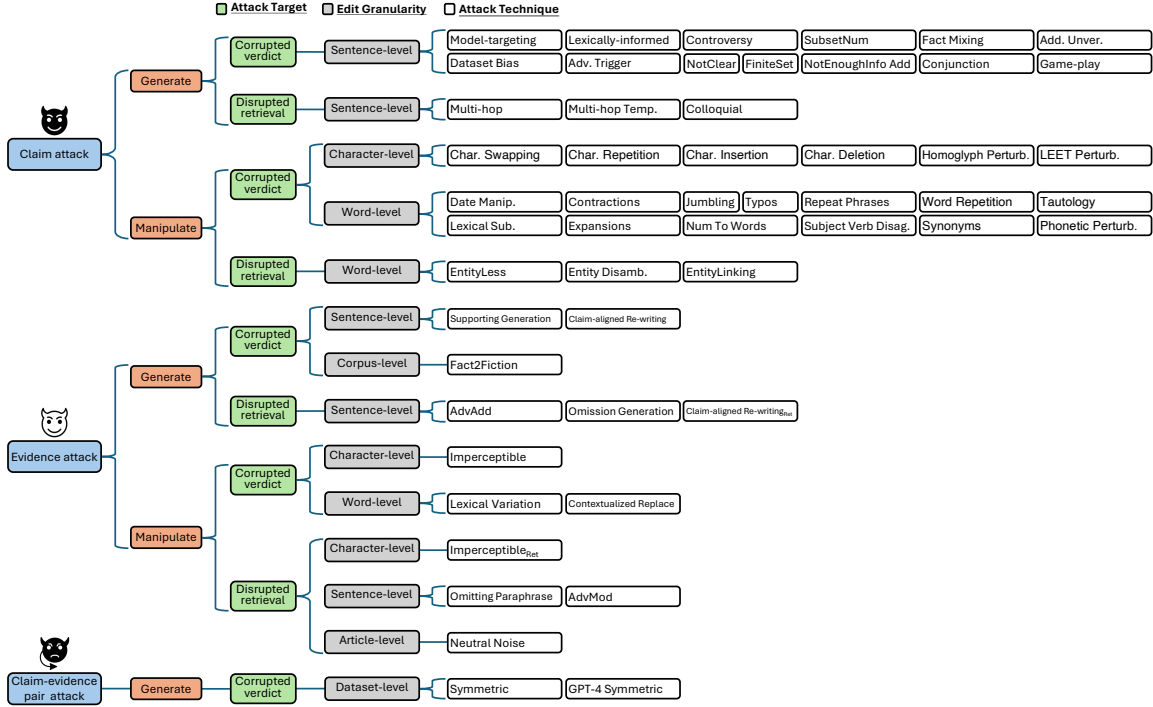 Attack Target Edit Granularity Attack Technique
Claim attack
Generate
Corrupted
verdict
Sentence-level
Model-targeting Lexically-informed Controversy SubsetNum Fact Mixing Add. Unver.
Dataset Bias Adv. Trigger NotClear FiniteSet NotEnoughInfo Add Conjunction Game-play
Disrupted
retrieval
Sentence-level
Multi-hop Multi-hop Temp. Colloquial
Manipulate
Corrupted
verdict
Character-level
Char. Swapping Char. Repetition Char. Insertion Char. Deletion Homoglyph Perturb. LEET Perturb.
Word-level
Date Manip. Contractions Jumbling Typos Repeat Phrases Word Repetition Tautology
Lexical Sub. Expansions Num To Words Subject Verb Disag. Synonyms Phonetic Perturb.
Disrupted
retrieval
Word-level
EntityLess Entity Disamb. EntityLinking
Evidence attack
Generate
Corrupted
verdict
Sentence-level
Supporting Generation Claim-aligned Re-writing
Corpus-level
Fact2Fiction
Disrupted
retrieval
Sentence-level
AdvAdd Omission Generation Claim-aligned Re-writingRet
Manipulate
Corrupted
verdict
Character-level
Imperceptible
Word-level
Lexical Variation Contextualized Replace
Disrupted
retrieval
Character-level
ImperceptibleRet
Sentence-level
Omitting Paraphrase AdvMod
Article-level
Neutral Noise
Claim-evidence
pair attack
Generate
Corrupted
verdict
Dataset-level
Symmetric GPT-4 Symmetric